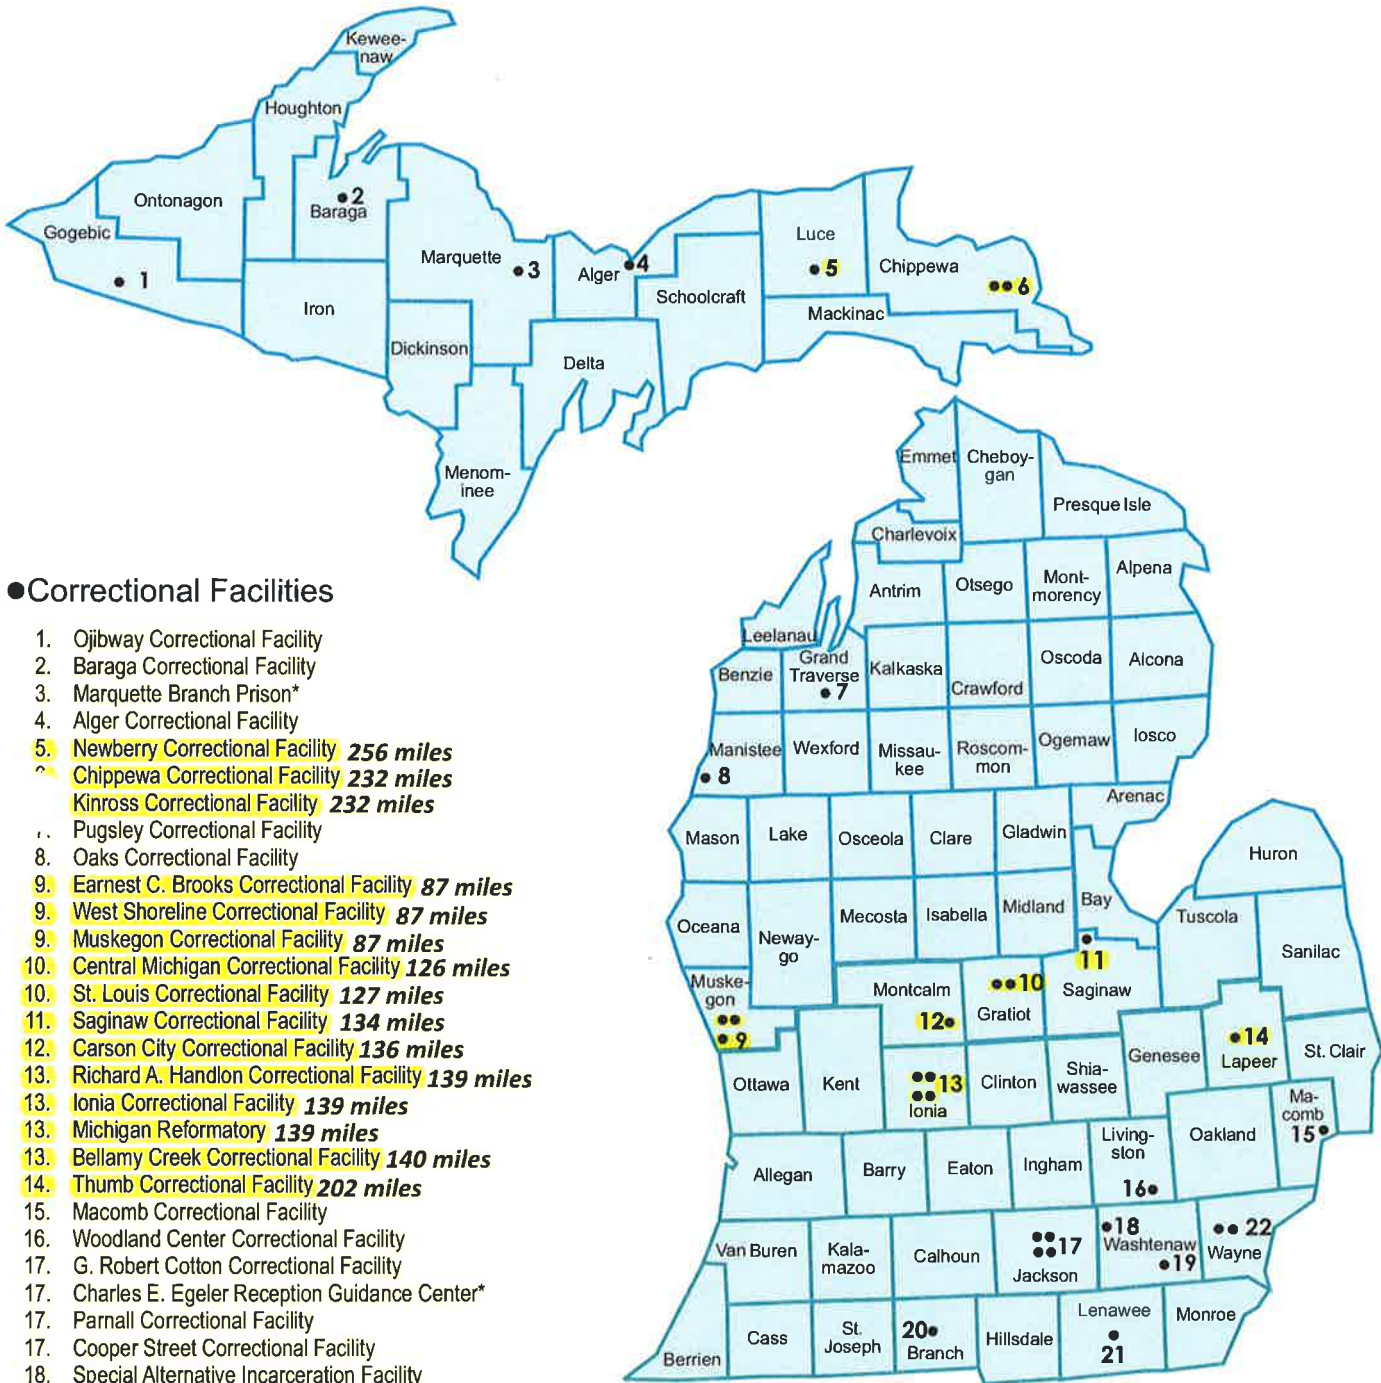 Kewee-
naw
Houghton
Ontonagon
Gogebic
1
2
Baraga
Marquette
3
Alger
4
Luce
5
Chippewa
6
Schoolcraft
Mackinac
Iron
Dickinson
Delta
Menom-
inee
Emmet
Cheboy-
gan
Presque Isle
Charlevoix
Antrim
Otsego
Mont-
morency
Alpena
Leelanau
Benzie
Grand
Traverse
7
Kalkaska
Crawford
Oscoda
Alcona
Manistee
8
Wexford
Missau-
kee
Roscom-
mon
Ogemaw
Iosco
Arenac
Mason
Lake
Osceola
Clare
Gladwin
Huron
Oceana
Neway-
go
Mecosta
Isabella
Midland
Bay
Tuscola
Sanilac
11
Muske-
gon
9
Montcalm
12
10
Gratiot
Saginaw
14
Lapeer
Genesee
St. Clair
Ottawa
Kent
13
Ionia
Clinton
Shia-
wassee
Ma-
comb
15
Oakland
Living-
ston
16
Allegan
Barry
Eaton
Ingham
Van Buren
Kala-
mazoo
Calhoun
17
Jackson
18
Washtenaw
19
22
Wayne
Berrien
Cass
St.
Joseph
20
Branch
Hillsdale
Lenawee
21
Monroe
●Correctional Facilities
1. Ojibway Correctional Facility
2. Baraga Correctional Facility
3. Marquette Branch Prison*
4. Alger Correctional Facility
5. Newberry Correctional Facility 256 miles
Chippewa Correctional Facility 232 miles
Kinross Correctional Facility 232 miles
Pugsley Correctional Facility
8. Oaks Correctional Facility
9. Earnest C. Brooks Correctional Facility 87 miles
9. West Shoreline Correctional Facility 87 miles
9. Muskegon Correctional Facility 87 miles
10. Central Michigan Correctional Facility 126 miles
10. St. Louis Correctional Facility 127 miles
11. Saginaw Correctional Facility 134 miles
12. Carson City Correctional Facility 136 miles
13. Richard A. Handlon Correctional Facility 139 miles
13. Ionia Correctional Facility 139 miles
13. Michigan Reformatory 139 miles
13. Bellamy Creek Correctional Facility 140 miles
14. Thumb Correctional Facility 202 miles
15. Macomb Correctional Facility
16. Woodland Center Correctional Facility
17. G. Robert Cotton Correctional Facility
17. Charles E. Egeler Reception Guidance Center*
17. Parnall Correctional Facility
17. Cooper Street Correctional Facility
18. Special Alternative Incarceration Facility